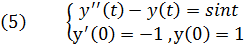 (5) y''(t) − y(t) = sint
y'(0) = −1 , y(0) = 1